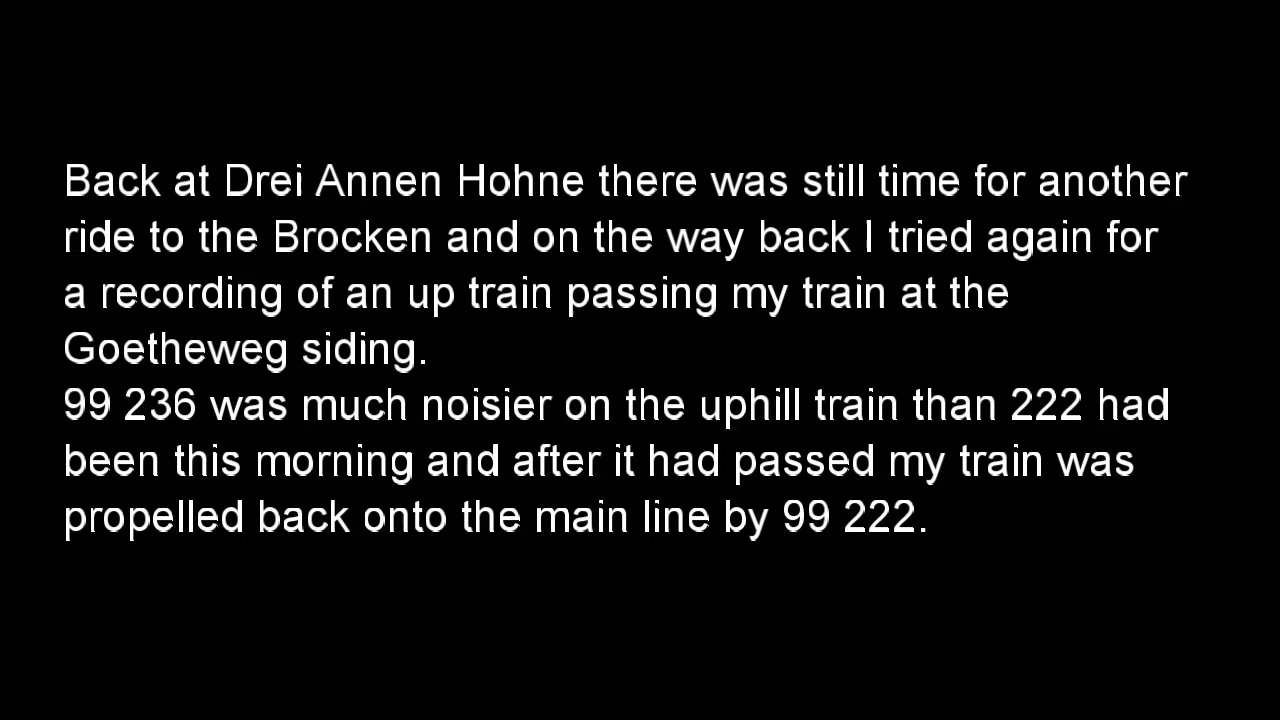 Back at Drei Annen Hohne there was still time for another
ride to the Brocken and on the way back I tried again for
a recording of an up train passing my train at the
Goetheweg siding.
99 236 was much noisier on the uphill train than 222 had
been this morning and after it had passed my train was
propelled back onto the main line by 99 222.